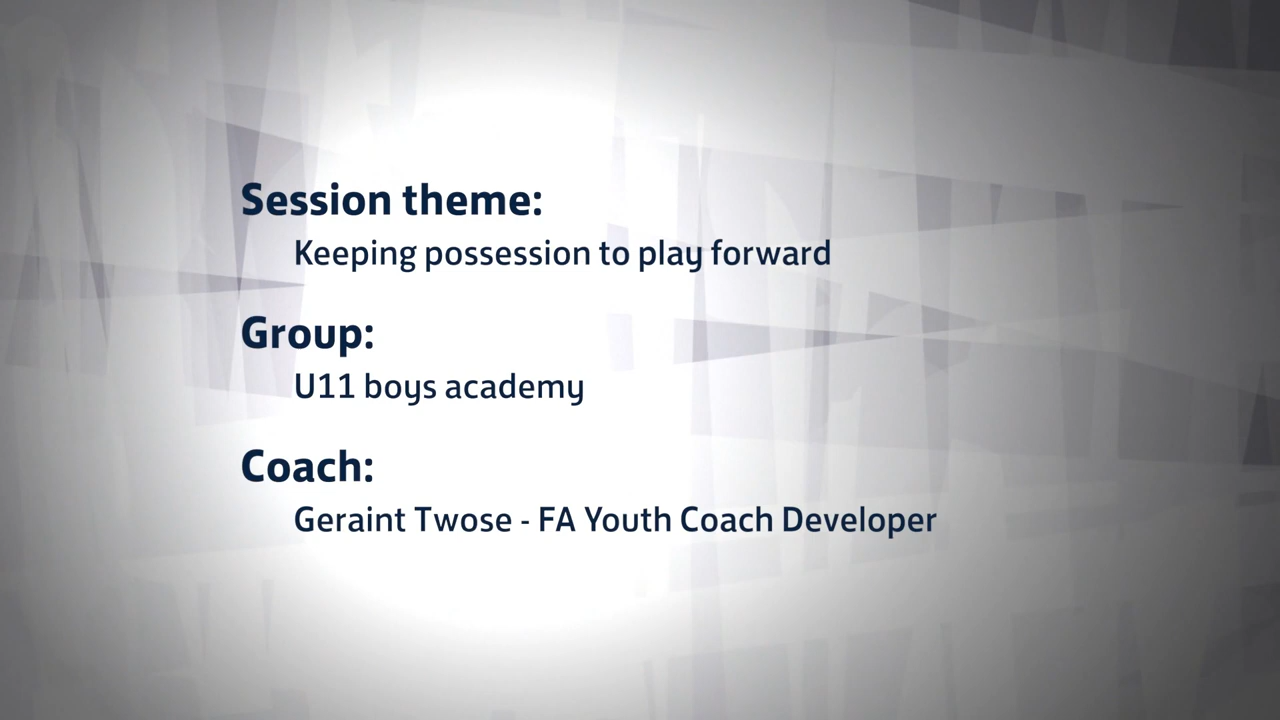 Session theme:
Keeping possession to play forward
Group:
U11 boys academy
Coach:
Geraint Twose - FA Youth Coach Developer